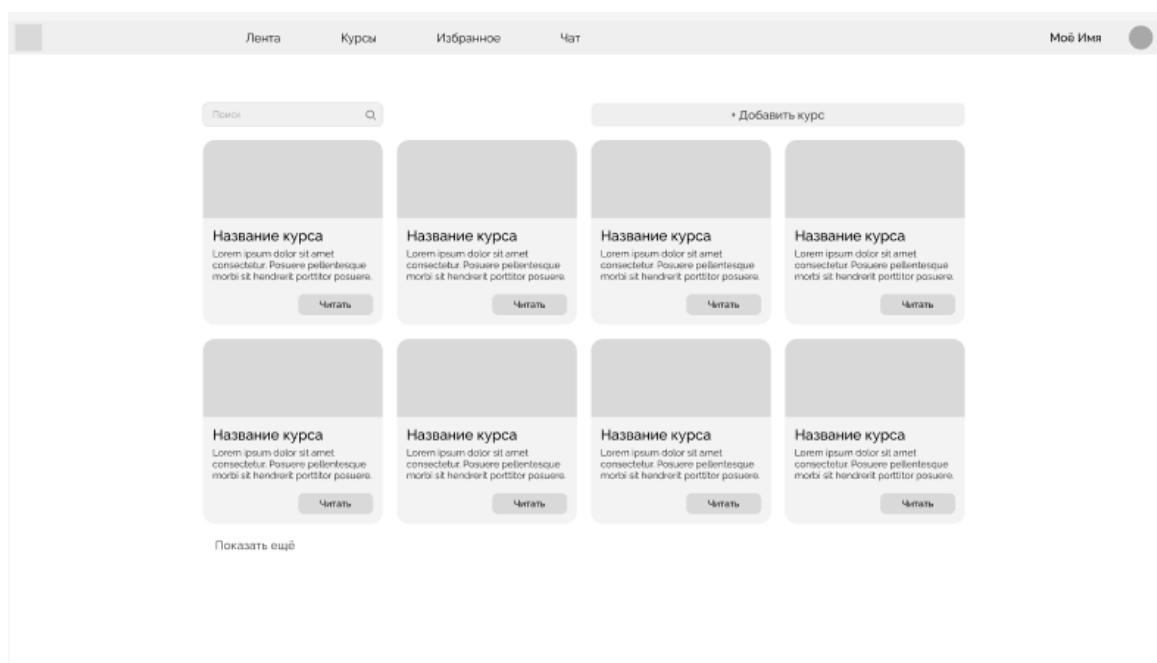 Лента Курсы Избранное Чат Моё Имя
Поиск + Добавить курс
Название курса Название курса Название курса Название курса
Lorem ipsum dolor sit amet Lorem ipsum dolor sit amet Lorem ipsum dolor sit amet Lorem ipsum dolor sit amet
consectetur. Posuere pellentesque consectetur. Posuere pellentesque consectetur. Posuere pellentesque consectetur. Posuere pellentesque
morbi sit hendrerit porttitor posuere. morbi sit hendrerit porttitor posuere. morbi sit hendrerit porttitor posuere. morbi sit hendrerit porttitor posuere.
Читать Читать Читать Читать
Название курса Название курса Название курса Название курса
Lorem ipsum dolor sit amet Lorem ipsum dolor sit amet Lorem ipsum dolor sit amet Lorem ipsum dolor sit amet
consectetur. Posuere pellentesque consectetur. Posuere pellentesque consectetur. Posuere pellentesque consectetur. Posuere pellentesque
morbi sit hendrerit porttitor posuere. morbi sit hendrerit porttitor posuere. morbi sit hendrerit porttitor posuere. morbi sit hendrerit porttitor posuere.
Читать Читать Читать Читать
Показать ещё